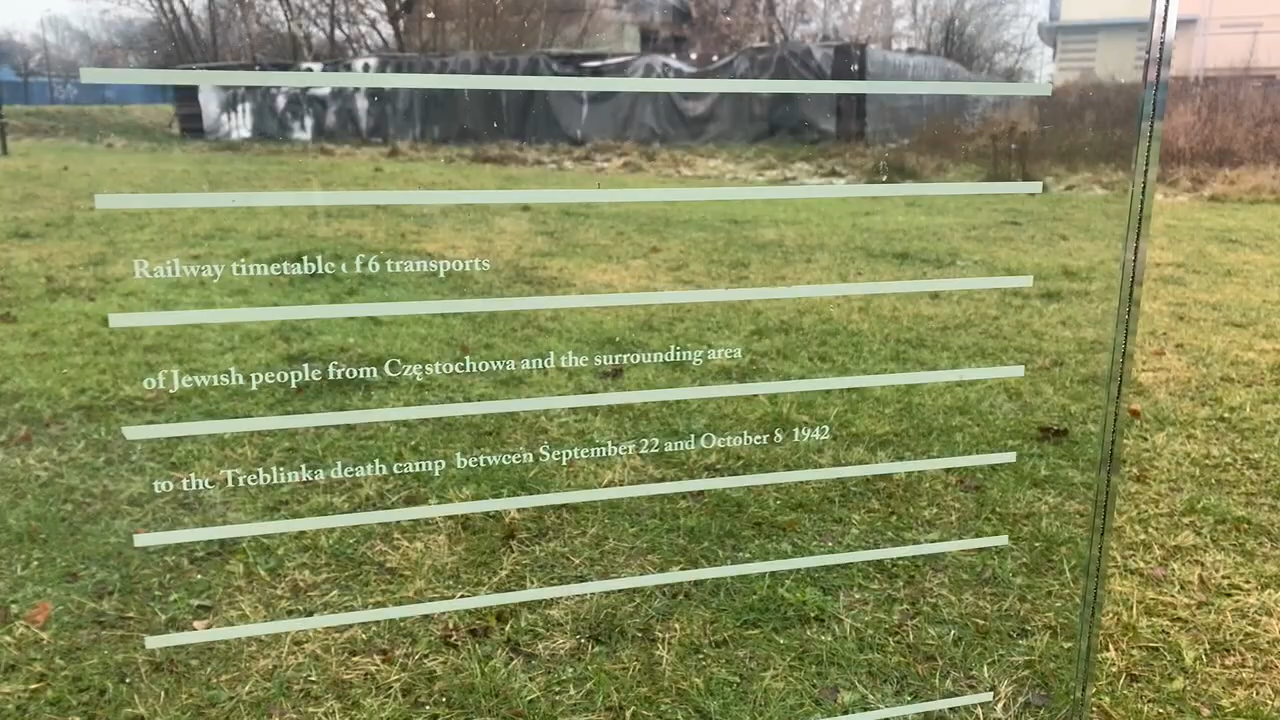 Railway timetable of 6 transports
of Jewish people from Częstochowa and the surrounding area
to the Treblinka death camp between September 22 and October 8 1942